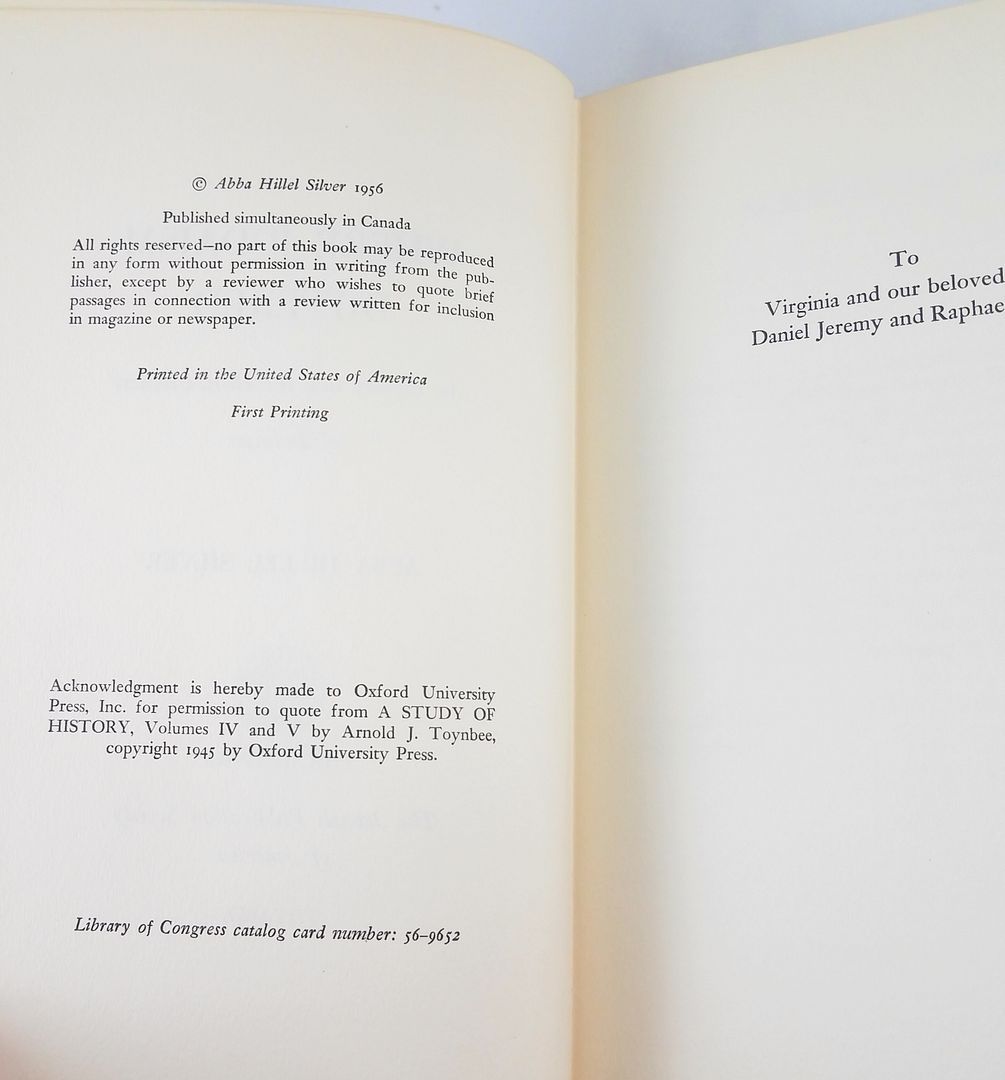 © Abba Hillel Silver 1956
Published simultaneously in Canada
All rights reserved—no part of this book may be reproduced
in any form without permission in writing from the pub-
lisher, except by a reviewer who wishes to quote brief
passages in connection with a review written for inclusion
in magazine or newspaper.
Printed in the United States of America
First Printing
Acknowledgment is hereby made to Oxford University
Press, Inc. for permission to quote from A STUDY OF
HISTORY, Volumes IV and V by Arnold J. Toynbee,
copyright 1945 by Oxford University Press.
Library of Congress catalog card number: 56–9652
To
Virginia and our beloved
Daniel Jeremy and Raphae